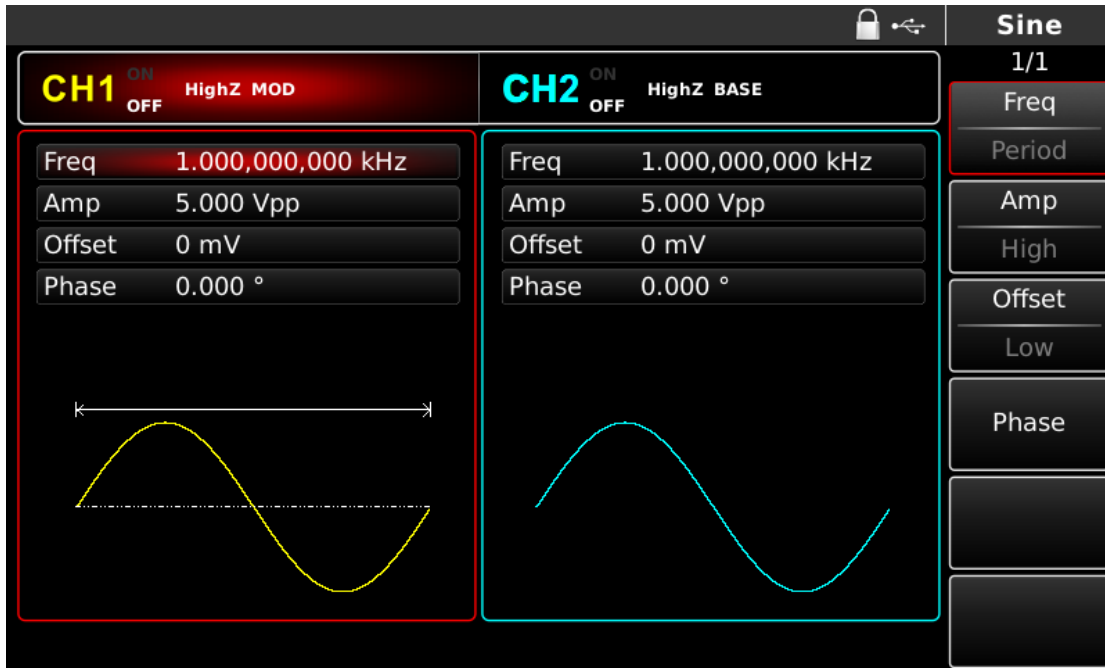 Sine
1/1
CH1 ON OFF HighZ MOD
CH2 ON OFF HighZ BASE
Freq 1.000,000,000 kHz
Amp 5.000 Vpp
Offset 0 mV
Phase 0.000 °
Freq 1.000,000,000 kHz
Amp 5.000 Vpp
Offset 0 mV
Phase 0.000 °
Freq
Period
Amp
High
Offset
Low
Phase